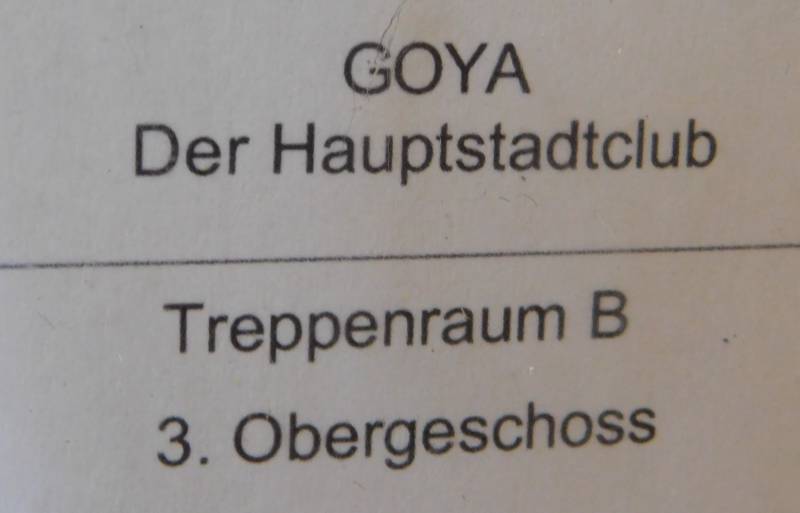 GOYA
Der Hauptstadtclub
Treppenraum B
3. Obergeschoss